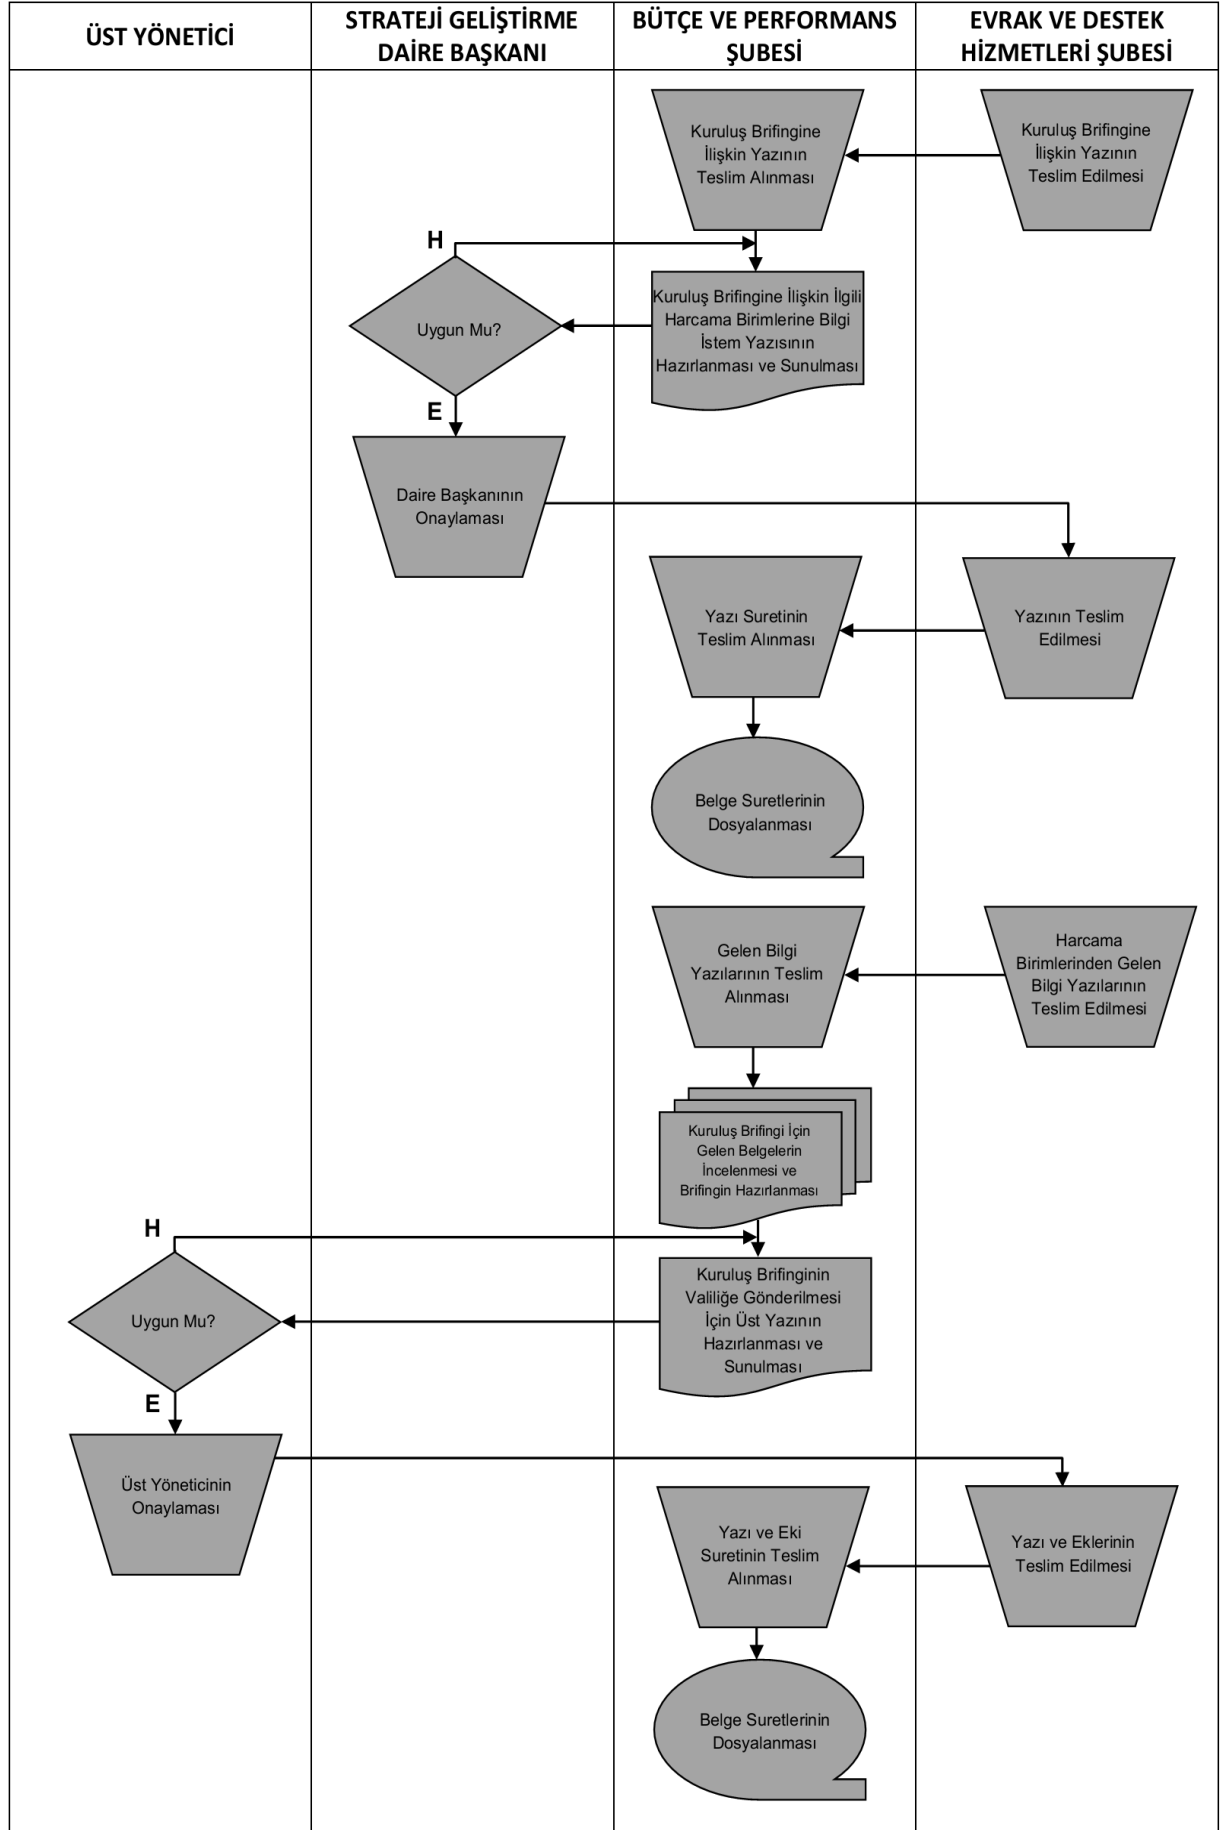 ÜST YÖNETİCİ
STRATEJİ GELİŞTİRME
DAİRE BAŞKANI
BÜTÇE VE PERFORMANS
ŞUBESİ
EVRAK VE DESTEK
HİZMETLERİ ŞUBESİ
Kuruluş Brifingine
İlişkin Yazının
Teslim Alınması
Kuruluş Brifingine
İlişkin Yazının
Teslim Edilmesi
H
Uygun Mu?
Kuruluş Brifingine İlişkin İlgili
Harcama Birimlerine Bilgi
İstem Yazısının
Hazırlanması ve Sunulması
E
Daire Başkanının
Onaylaması
Yazı Suretinin
Teslim Alınması
Yazının Teslim
Edilmesi
Belge Suretlerinin
Dosyalanması
Gelen Bilgi
Yazılarının Teslim
Alınması
Harcama
Birimlerinden Gelen
Bilgi Yazılarının
Teslim Edilmesi
Kuruluş Brifingi İçin
Gelen Belgelerin
İncelenmesi ve
Brifingin Hazırlanması
H
Uygun Mu?
Kuruluş Brifinginin
Valiliğe Gönderilmesi
İçin Üst Yazının
Hazırlanması ve
Sunulması
E
Üst Yöneticinin
Onaylaması
Yazı ve Eki
Suretinin Teslim
Alınması
Yazı ve Eklerinin
Teslim Edilmesi
Belge Suretlerinin
Dosyalanması